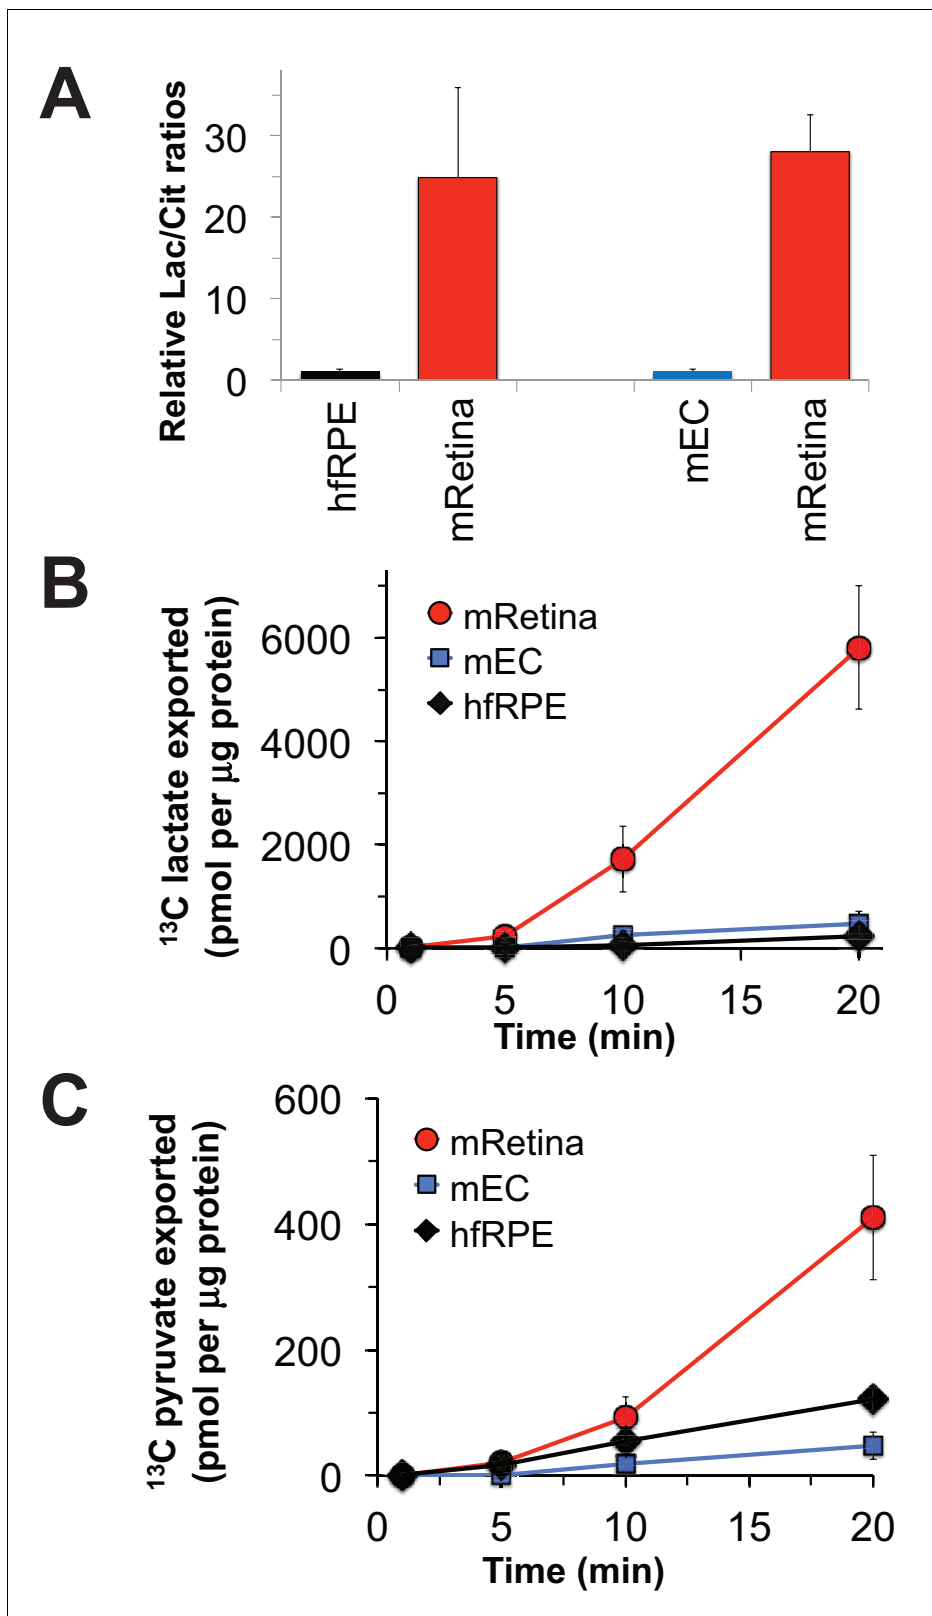 A
Relative Lac/Cit ratios
30
20
10
0
hfRPE
mRetina
mEC
mRetina
B
¹³C lactate exported
(pmol per μg protein)
mRetina
mEC
hfRPE
6000
4000
2000
0
0 5 10 15 20
Time (min)
C
¹³C pyruvate exported
(pmol per μg protein)
mRetina
mEC
hfRPE
600
400
200
0
0 5 10 15 20
Time (min)